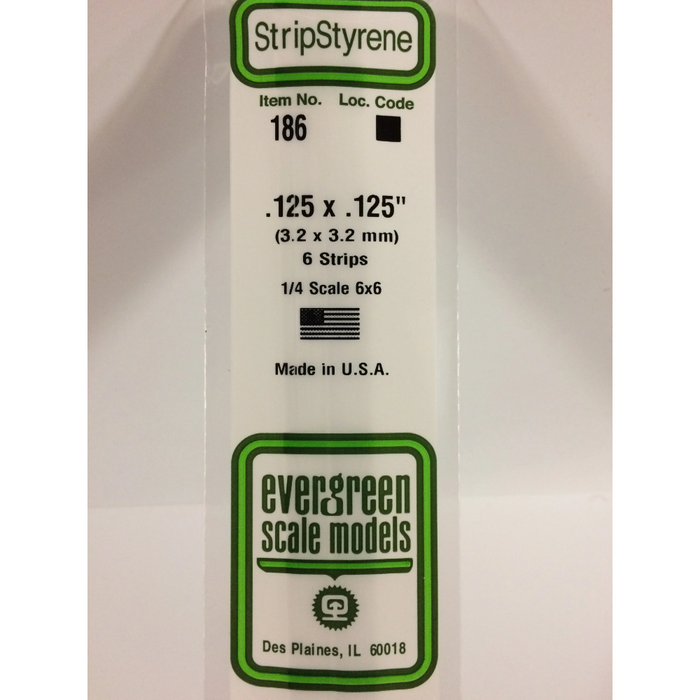 StripStyrene
Item No. Loc. Code
186
.125 x .125"
(3.2 x 3.2 mm)
6 Strips
1/4 Scale 6x6
Made in U.S.A.
evergreen
scale models
Des Plaines, IL 60018